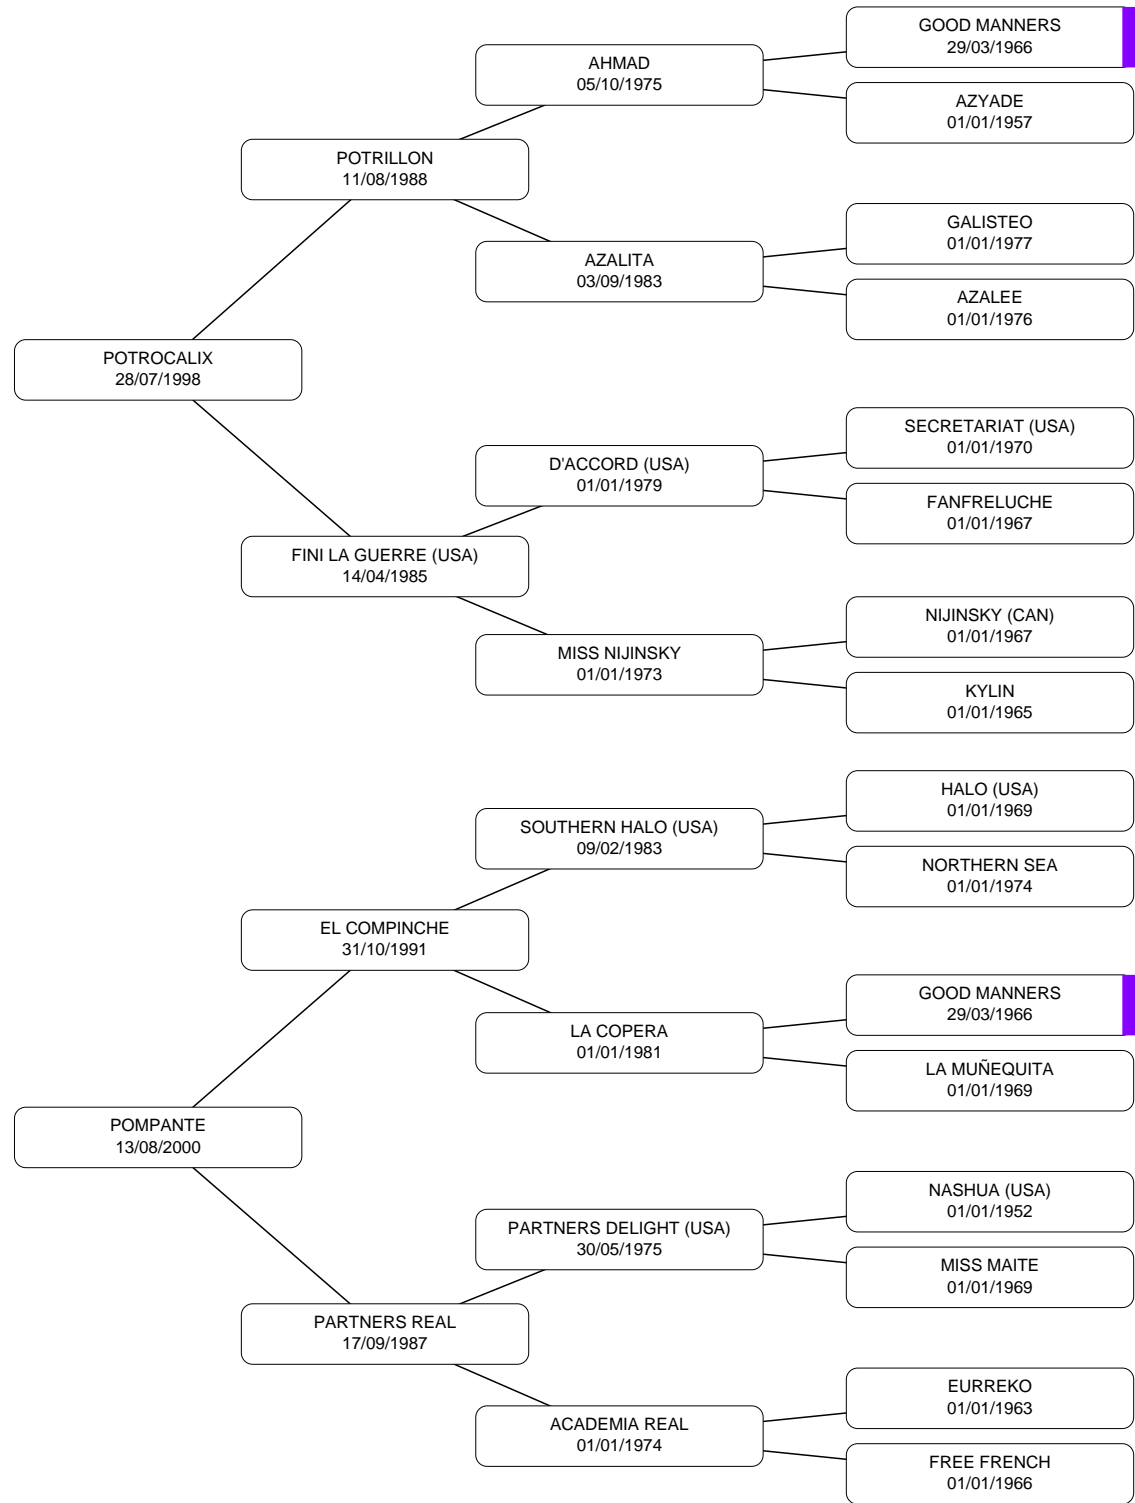 GOOD MANNERS
29/03/1966
AHMAD
05/10/1975
AZYADE
01/01/1957
POTRILLON
11/08/1988
GALISTEO
01/01/1977
AZALITA
03/09/1983
AZALEE
01/01/1976
POTROCALIX
28/07/1998
SECRETARIAT (USA)
01/01/1970
D'ACCORD (USA)
01/01/1979
FANFRELUCHE
01/01/1967
FINI LA GUERRE (USA)
14/04/1985
NIJINSKY (CAN)
01/01/1967
MISS NIJINSKY
01/01/1973
KYLIN
01/01/1965
HALO (USA)
01/01/1969
SOUTHERN HALO (USA)
09/02/1983
NORTHERN SEA
01/01/1974
EL COMPINCHE
31/10/1991
GOOD MANNERS
29/03/1966
LA COPERA
01/01/1981
LA MUÑEQUITA
01/01/1969
POMPANTE
13/08/2000
NASHUA (USA)
01/01/1952
PARTNERS DELIGHT (USA)
30/05/1975
MISS MAITE
01/01/1969
PARTNERS REAL
17/09/1987
EURREKO
01/01/1963
ACADEMIA REAL
01/01/1974
FREE FRENCH
01/01/1966